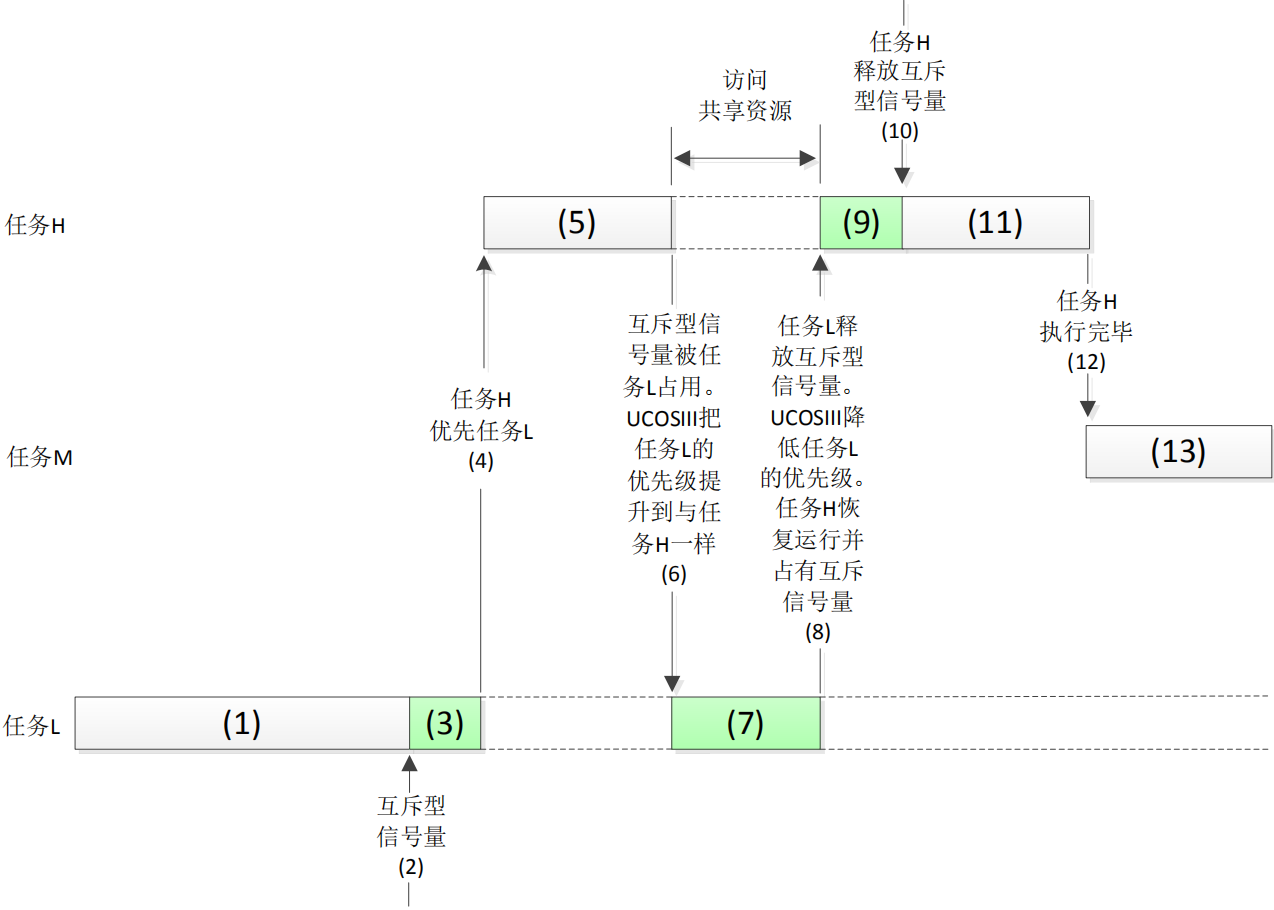 任务H
释放互斥
型信号量
(10)
访问
共享资源
任务H
(5)
(9)
(11)
任务H
执行完毕
(12)
互斥型信
号量被任
务L占用。
UCOSIII把
任务L的
优先级提
升到与任
务H一样
(6)
任务L释
放互斥型
信号量。
UCOSIII降
低任务L
的优先级。
任务H恢
复运行并
占有互斥
信号量
(8)
任务H
优先任务L
(4)
任务M
(13)
任务L
(1)
(3)
(7)
互斥型
信号量
(2)